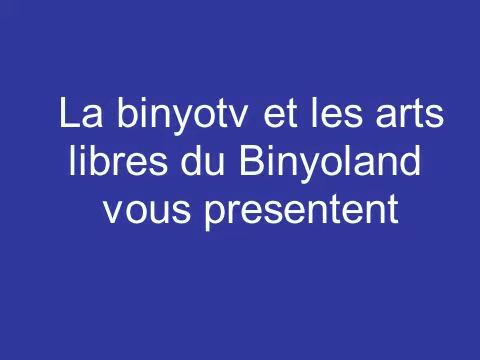 La binyotv et les arts
libres du Binyoland
vous presentent